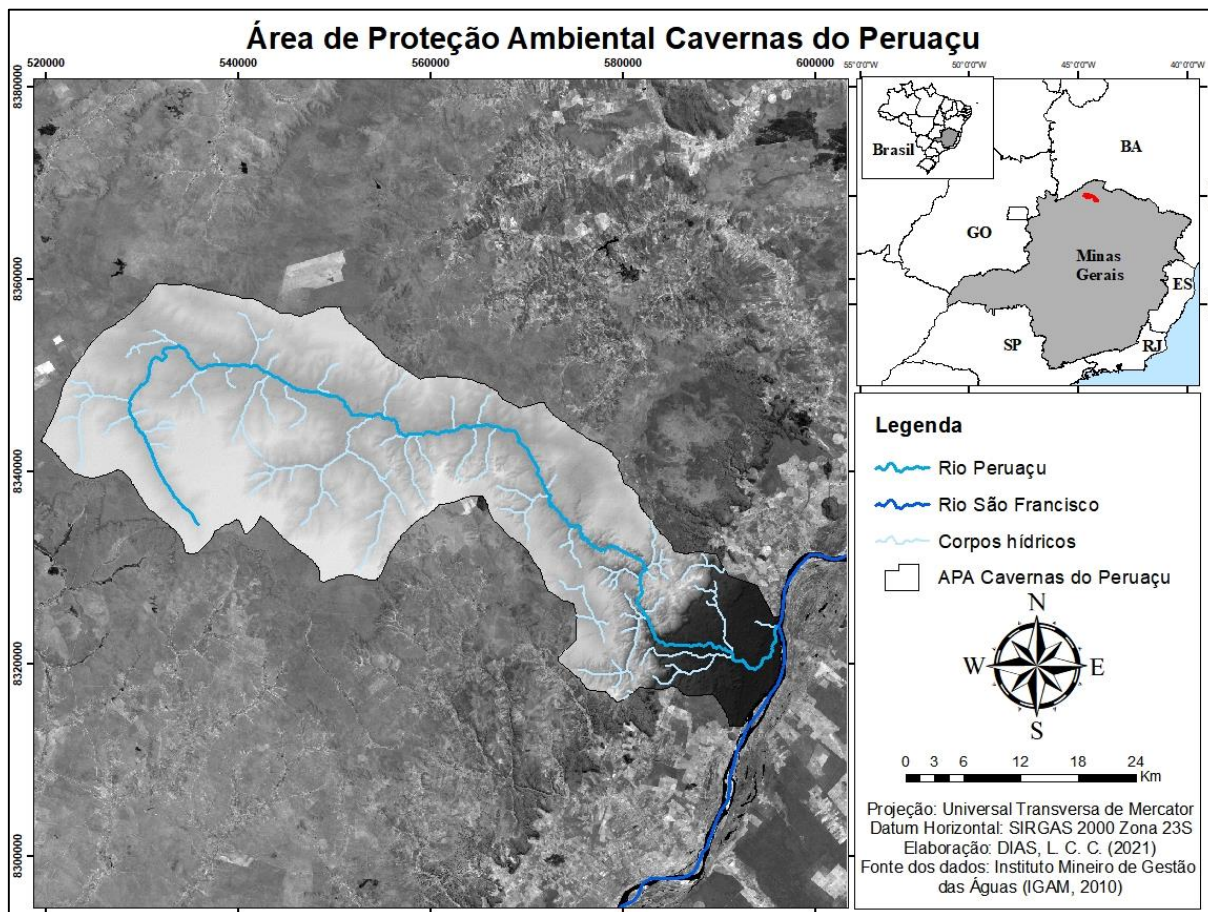 Área de Proteção Ambiental Cavernas do Peruaçu
520000
540000
560000
580000
600000
8380000
8360000
8340000
8320000
8300000
55°0'0"W
50°0'0"W
45°0'0"W
40°0'0"W
Brasil
BA
GO
Minas
Gerais
ES
SP
RJ
Legenda
Rio Peruaçu
Rio São Francisco
Corpos hídricos
APA Cavernas do Peruaçu
N
W
E
S
0 3 6 12 18 24
Km
Projeção: Universal Transversa de Mercator
Datum Horizontal: SIRGAS 2000 Zona 23S
Elaboração: DIAS, L. C. C. (2021)
Fonte dos dados: Instituto Mineiro de Gestão
das Águas (IGAM, 2010)